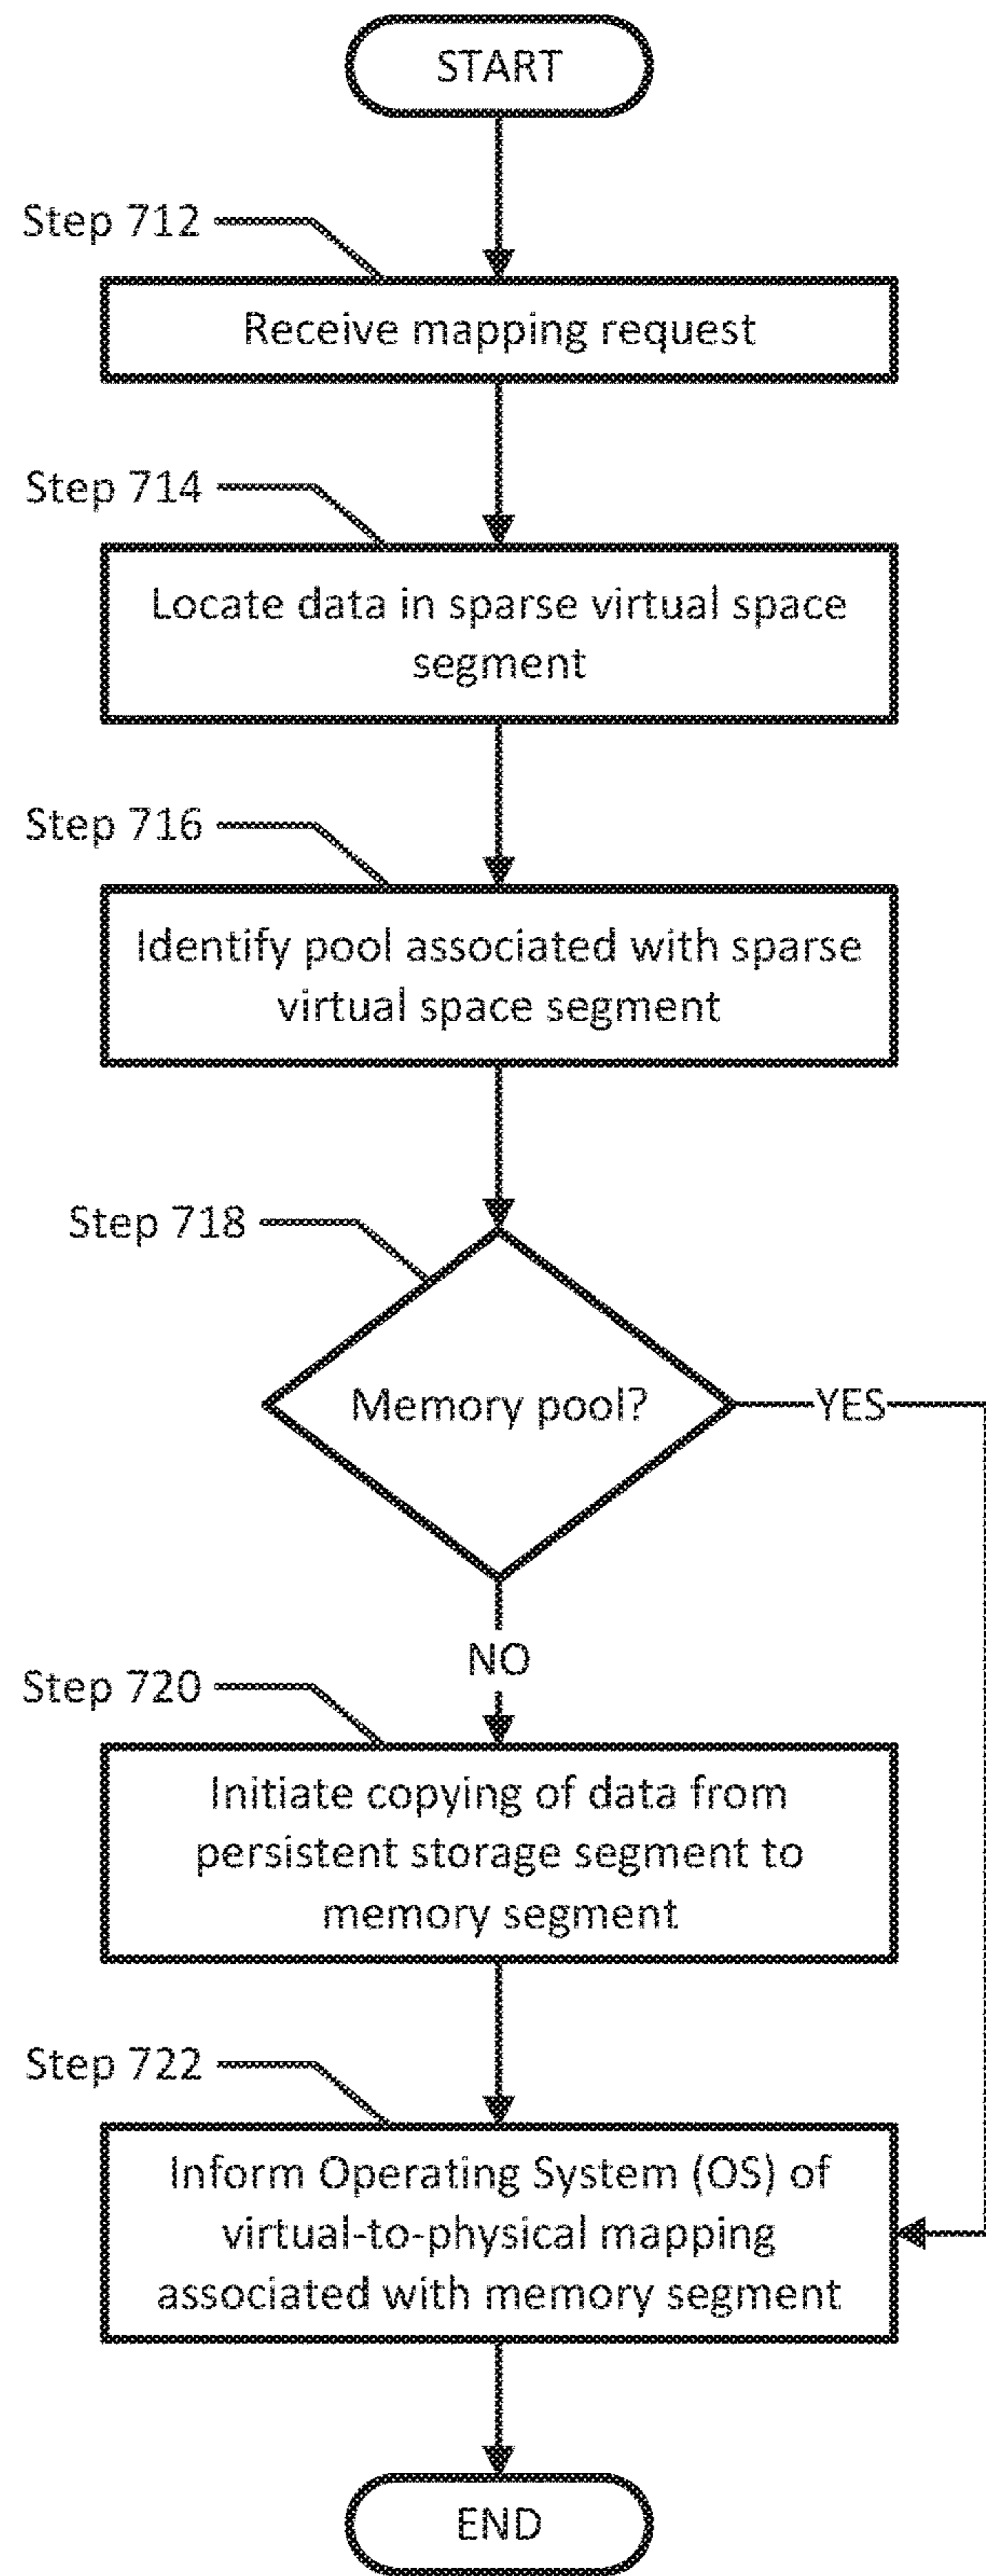 START
Step 712
Receive mapping request
Step 714
Locate data in sparse virtual space
segment
Step 716
Identify pool associated with sparse
virtual space segment
Step 718
Memory pool?
YES
NO
Step 720
Initiate copying of data from
persistent storage segment to
memory segment
Step 722
Inform Operating System (OS) of
virtual-to-physical mapping
associated with memory segment
END